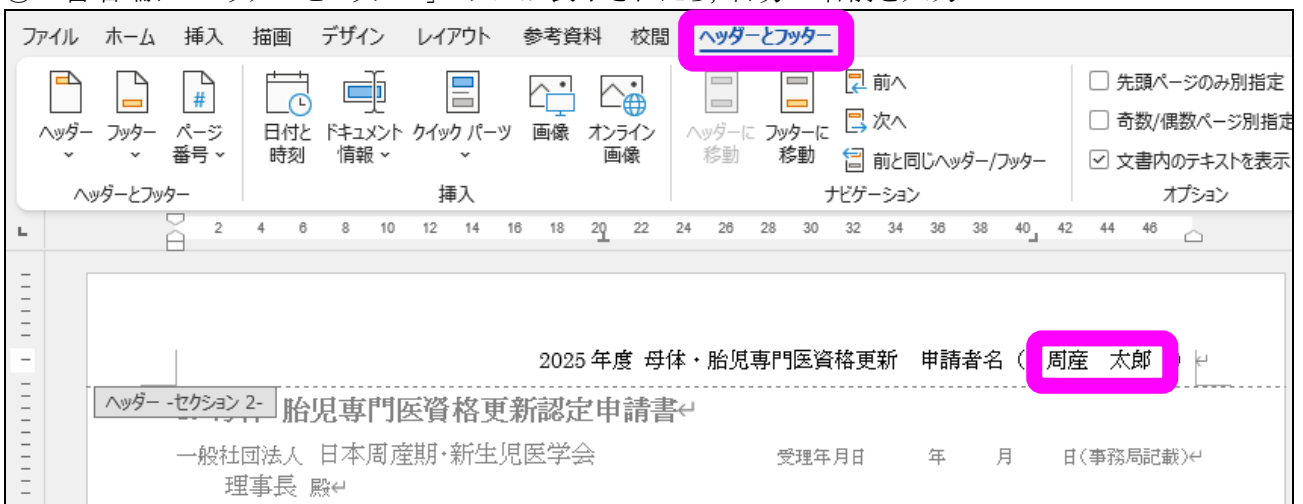 ファイル ホーム 挿入 描画 デザイン レイアウト 参考資料 校閲 ヘッダーとフッター
ヘッダー フッター ページ番号 日付と時刻 ドキュメント情報 クイック パーツ 画像 オンライン画像 ヘッダーに移動 フッターに移動
前へ
次へ
前と同じヘッダー/フッター
先頭ページのみ別指定
奇数/偶数ページ別指定
文書内のテキストを表示
ヘッダーとフッター 挿入 ナビゲーション オプション
2 4 6 8 10 12 14 16 18 20 22 24 26 28 30 32 34 36 38 40 42 44 46
2025 年度 母体・胎児専門医資格更新 申請者名( 周産 太郎 )
ヘッダー -セクション 2-
胎児専門医資格更新認定申請書
一般社団法人 日本周産期・新生児医学会 受理年月日 年 月 日(事務局記載)
理事長 殿